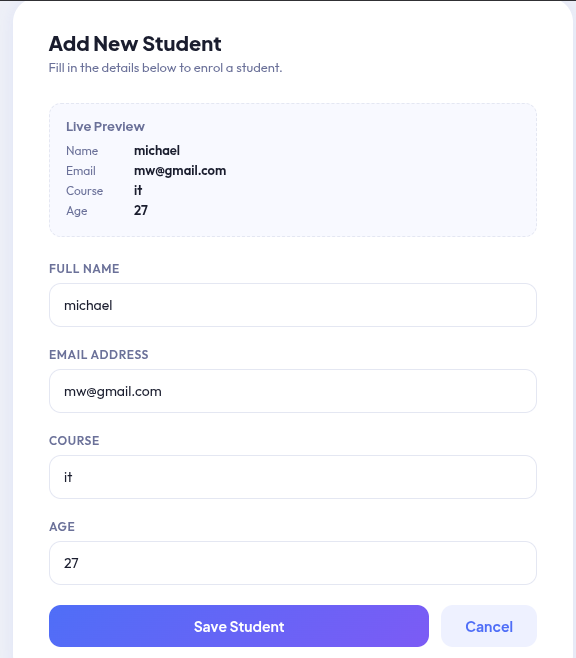 Add New Student
Fill in the details below to enrol a student.
Live Preview
Name michael
Email mw@gmail.com
Course it
Age 27
FULL NAME
michael
EMAIL ADDRESS
mw@gmail.com
COURSE
it
AGE
27
Save Student Cancel